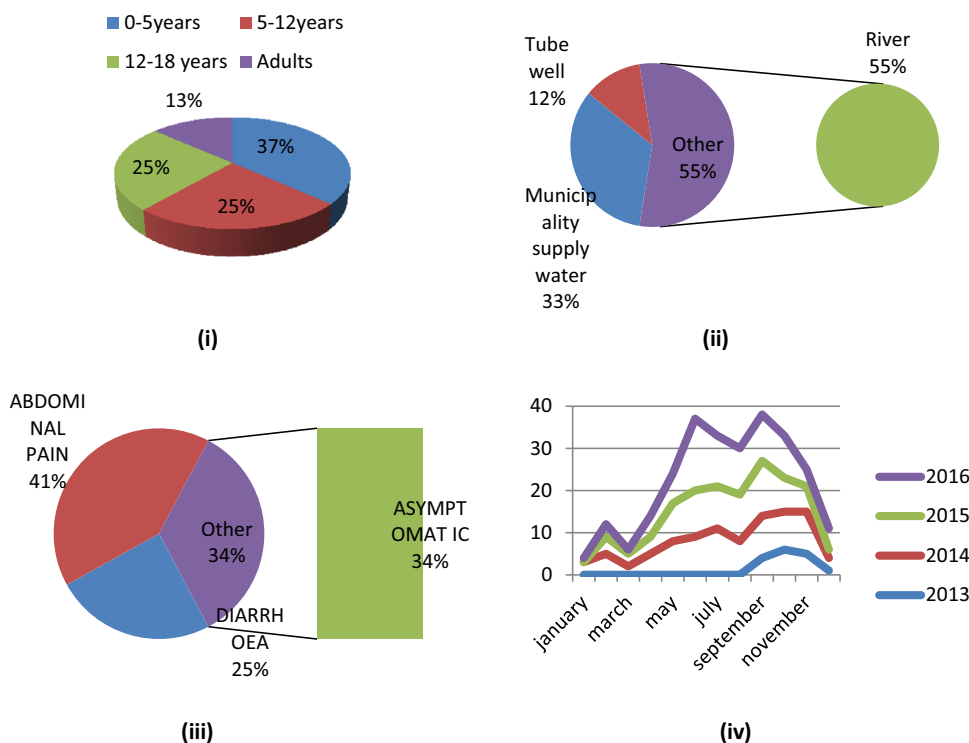 0-5years
5-12years
12-18 years
Adults
13%
37%
25%
25%
(i)
Tube
well
12%
River
55%
Other
55%
Municip
ality
supply
water
33%
(ii)
ABDOMI
NAL
PAIN
41%
Other
34%
DIARRH
OEA
25%
ASYMPT
OMAT IC
34%
(iii)
40
30
20
10
0
january
march
may
july
september
november
2016
2015
2014
2013
(iv)